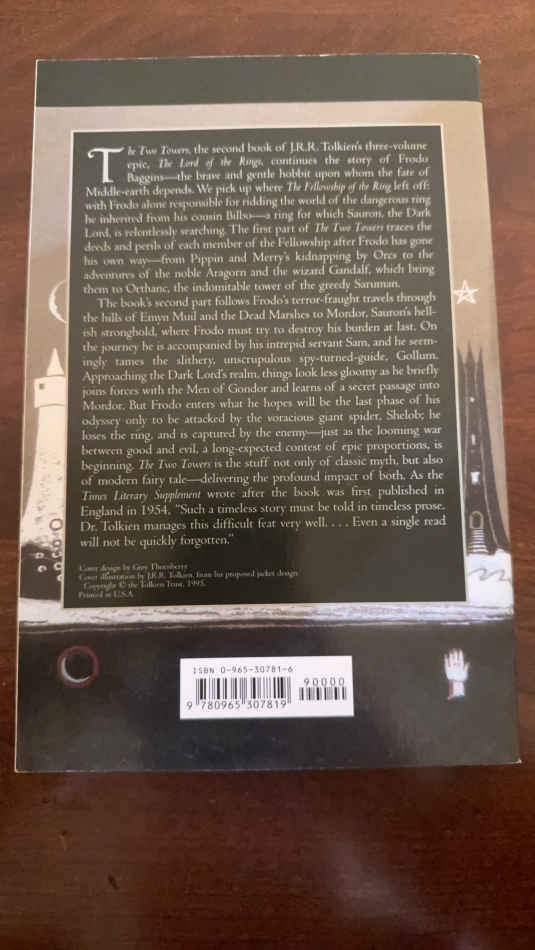 The Two Towers, the second book of J.R.R. Tolkien's three-volume
epic, The Lord of the Rings, continues the story of Frodo
Baggins—the brave and gentle hobbit upon whom the fate of
Middle-earth depends. We pick up where The Fellowship of the Ring left off:
with Frodo alone responsible for ridding the world of the dangerous ring
he inherited from his cousin Bilbo—a ring for which Sauron, the Dark
Lord, is relentlessly searching. The first part of The Two Towers traces the
deeds and perils of each member of the Fellowship after Frodo has gone
his own way—from Pippin and Merry's kidnapping by Orcs to the
adventures of the noble Aragorn and the wizard Gandalf, which bring
them to Orthanc, the indomitable tower of the greedy Saruman.
The book's second part follows Frodo's terror-fraught travels through
the hills of Emyn Muil and the Dead Marshes to Mordor, Sauron's hell-
ish stronghold, where Frodo must try to destroy his burden at last. On
the journey he is accompanied by his intrepid servant Sam, and he seem-
ingly tames the slithery, unscrupulous spy-turned-guide, Gollum.
Approaching the Dark Lord's realm, things look less gloomy as he briefly
joins forces with the Men of Gondor and learns of a secret passage into
Mordor. But Frodo enters what he hopes will be the last phase of his
odyssey only to be attacked by the voracious giant spider, Shelob; he
loses the ring, and is captured by the enemy—just as the looming war
between good and evil, a long-expected contest of epic proportions, is
beginning. The Two Towers is the stuff not only of classic myth, but also
of modern fairy tale—delivering the profound impact of both. As the
Times Literary Supplement wrote after the book was first published in
England in 1954, "Such a timeless story must be told in timeless prose.
Dr. Tolkien manages this difficult feat very well. . . . Even a single read
will not be quickly forgotten."
Cover design by Grey Thornberry
Cover illustration by J.R.R. Tolkien, from his proposed jacket design
Copyright © the Tolkien Trust, 1995.
Printed in U.S.A.
ISBN 0-965-30781-6
90000
9 780965 307819